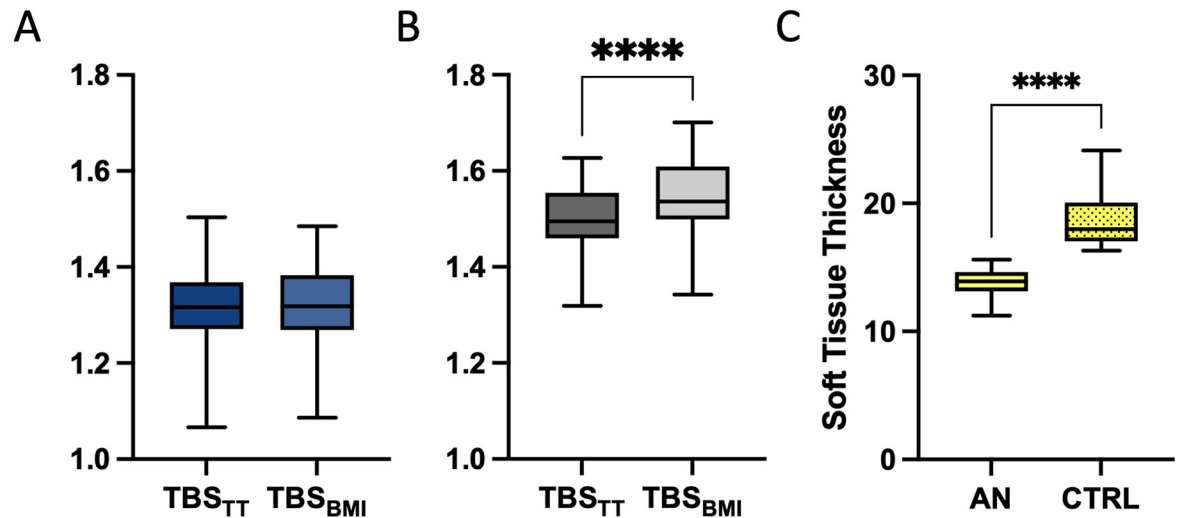 A
1.8
1.6
1.4
1.2
1.0
TBS_TT TBS_BMI
B
****
1.8
1.6
1.4
1.2
1.0
TBS_TT TBS_BMI
C
****
Soft Tissue Thickness
30
20
10
0
AN CTRL